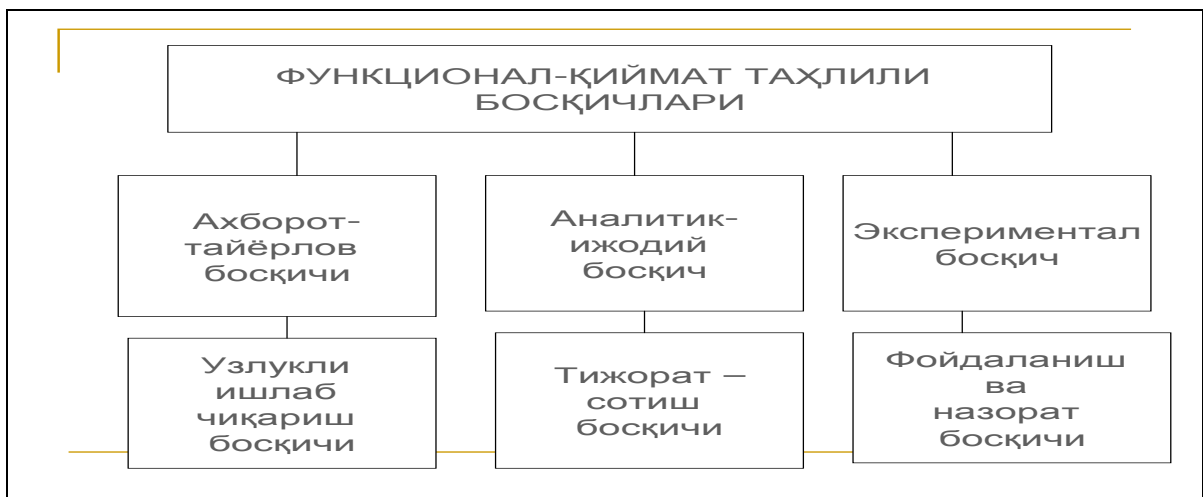 ФУНКЦИОНАЛ-ҚИЙМАТ ТАҲЛИЛИ
БОСҚИЧЛАРИ
Ахборот-
тайёрлов
босқичи
Аналитик-
ижодий
босқич
Экспериментал
босқич
Узлукли
ишлаб
чиқариш
босқичи
Тижорат –
сотиш
босқичи
Фойдаланиш
ва
назорат
босқичи